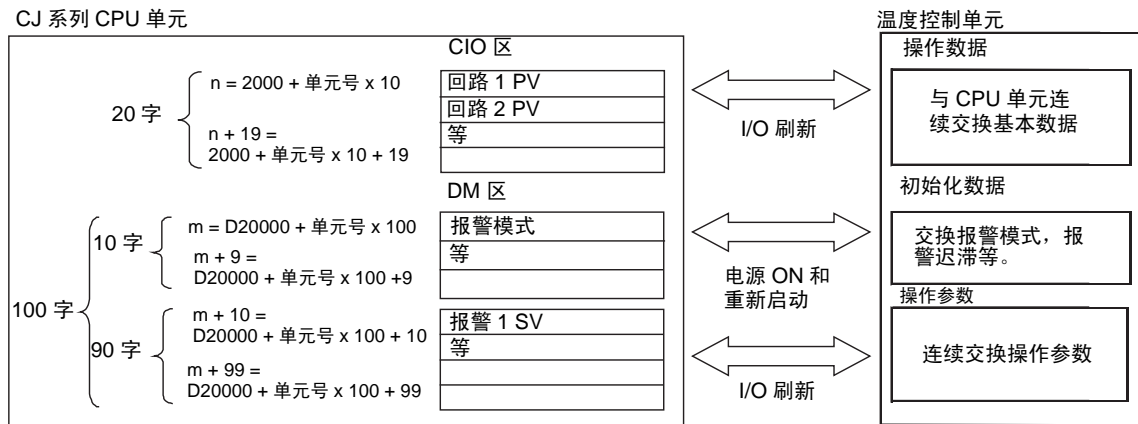 CJ 系列 CPU 单元
温度控制单元
CIO 区
操作数据
20 字
n = 2000 + 单元号 x 10
n + 19 =
2000 + 单元号 x 10 + 19
回路 1 PV
回路 2 PV
等
I/O 刷新
与 CPU 单元连
续交换基本数据
DM 区
初始化数据
100 字
10 字
m = D20000 + 单元号 x 100
m + 9 =
D20000 + 单元号 x 100 +9
报警模式
等
电源 ON 和
重新启动
交换报警模式，报
警迟滞等。
操作参数
90 字
m + 10 =
D20000 + 单元号 x 100 + 10
m + 99 =
D20000 + 单元号 x 100 + 99
报警 1 SV
等
I/O 刷新
连续交换操作参数